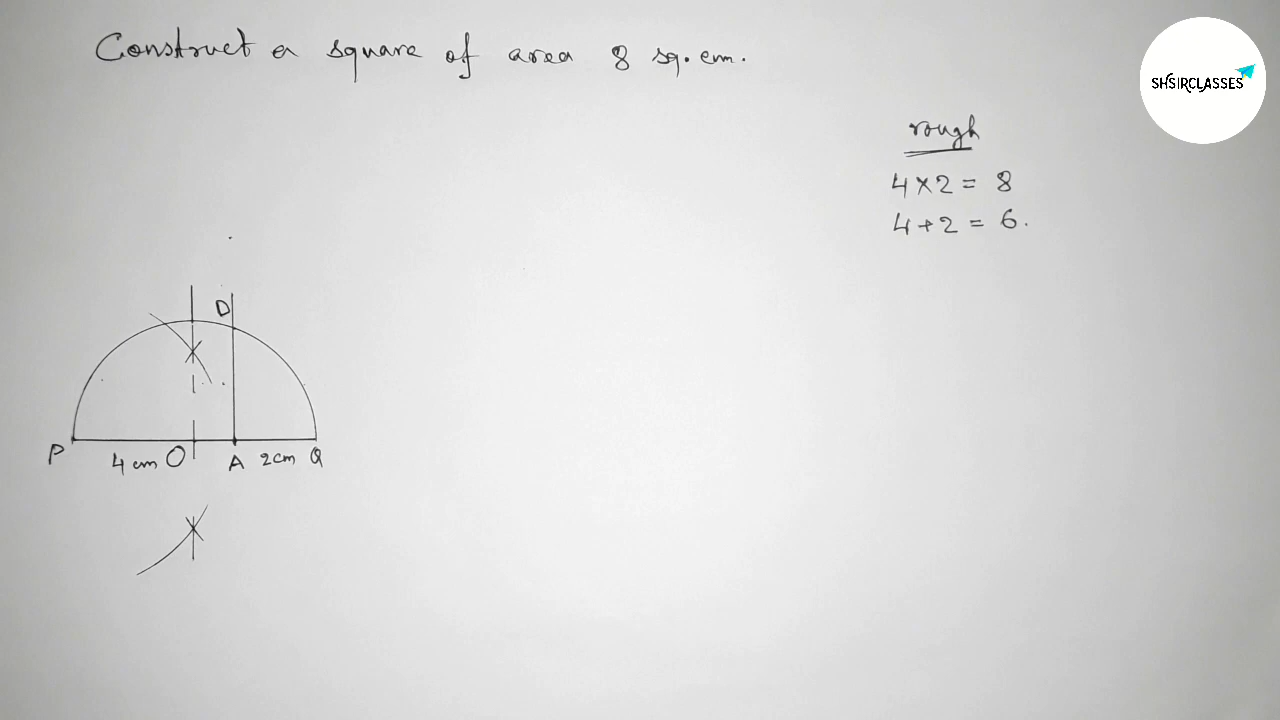 Construct a square of area 8 sq. cm.
SHSIRCLASSES
rough
4×2 = 8
4+2 = 6.
D
P 4 cm O A 2cm Q